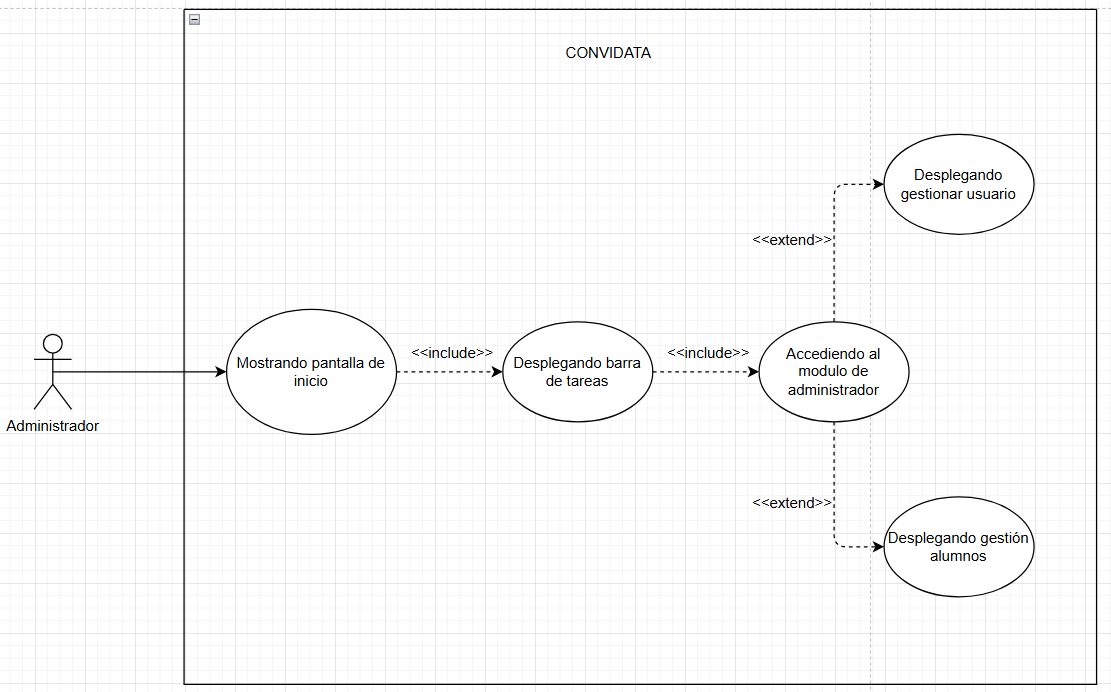 CONVIDATA
Desplegando
gestionar usuario
<<extend>>
Mostrando pantalla de
inicio
<<include>>
Desplegando barra
de tareas
<<include>>
Accediendo al
modulo de
administrador
Administrador
<<extend>>
Desplegando gestión
alumnos